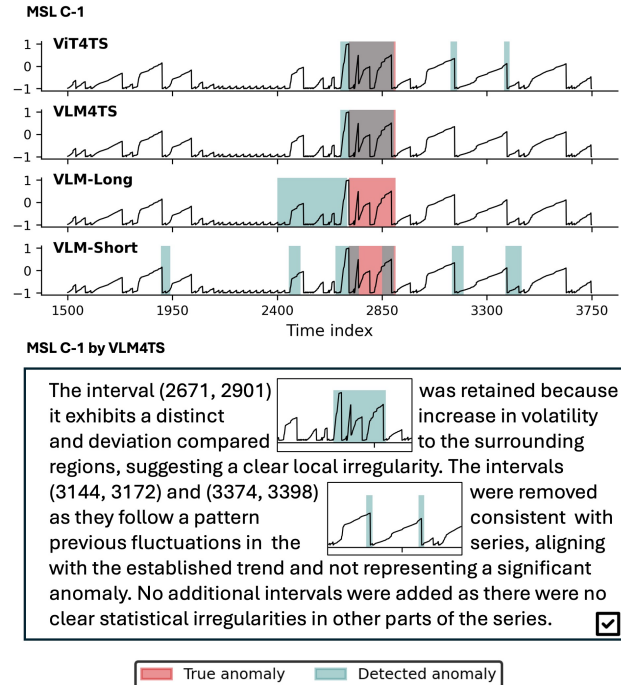 MSL C-1
ViT4TS
1
0
−1
VLM4TS
1
0
−1
VLM-Long
1
0
−1
VLM-Short
1
0
−1
1500 1950 2400 2850 3300 3750
Time index
MSL C-1 by VLM4TS
The interval (2671, 2901) was retained because
it exhibits a distinct increase in volatility
and deviation compared to the surrounding
regions, suggesting a clear local irregularity. The intervals
(3144, 3172) and (3374, 3398) were removed
as they follow a pattern consistent with
previous fluctuations in the series, aligning
with the established trend and not representing a significant
anomaly. No additional intervals were added as there were no
clear statistical irregularities in other parts of the series.
True anomaly Detected anomaly